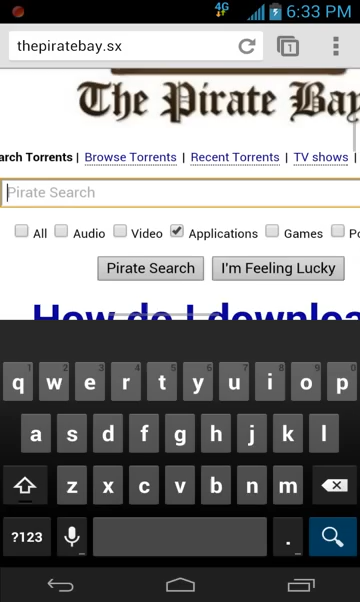 4G 6:33 PM
thepiratebay.sx 1
The Pirate Bay
arch Torrents | Browse Torrents | Recent Torrents | TV shows |
Pirate Search
All Audio Video Applications Games Po
Pirate Search I'm Feeling Lucky
How do I downloa
1 2 3 4 5 6 7 8 9 0
q w e r t y u i o p
a s d f g h j k l
z x c v b n m
?123 .